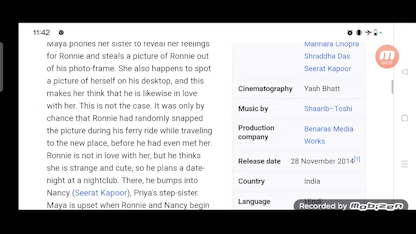 11:42
Maya phones her sister to reveal her feelings
for Ronnie and steals a picture of Ronnie out
of his photo-frame. She also happens to spot
a picture of herself on his desktop, and this
makes her think that he is likewise in love
with her. This is not the case. It was only by
chance that Ronnie had randomly snapped
the picture during his ferry ride while traveling
to the new place, before he had even met her.
Ronnie is not in love with her, but he thinks
she is strange and cute, so he plans a date-
night at a nightclub. There, he bumps into
Nancy (Seerat Kapoor), Priya's step-sister.
Maya is upset when Ronnie and Nancy begin
Mannara Chopra
Shraddha Das
Seerat Kapoor
Cinematography Yash Bhatt
Music by Shaarib–Toshi
Production Benaras Media
company Works
Release date 28 November 2014[1]
Country India
Language Hindi
Recorded by mobizen